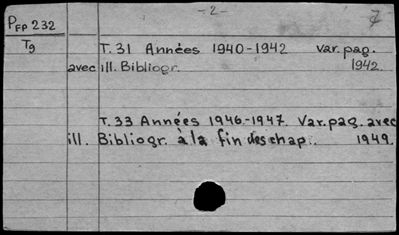 -2-
PFP 232
Tg
T.31 Années 1940-1942 Var.pag.
avec ill. Bibliogr. 1942.
T.33 Années 1946-1947. Var.pag. avec
ill. Bibliogr. à la fin des chap.. 1949.